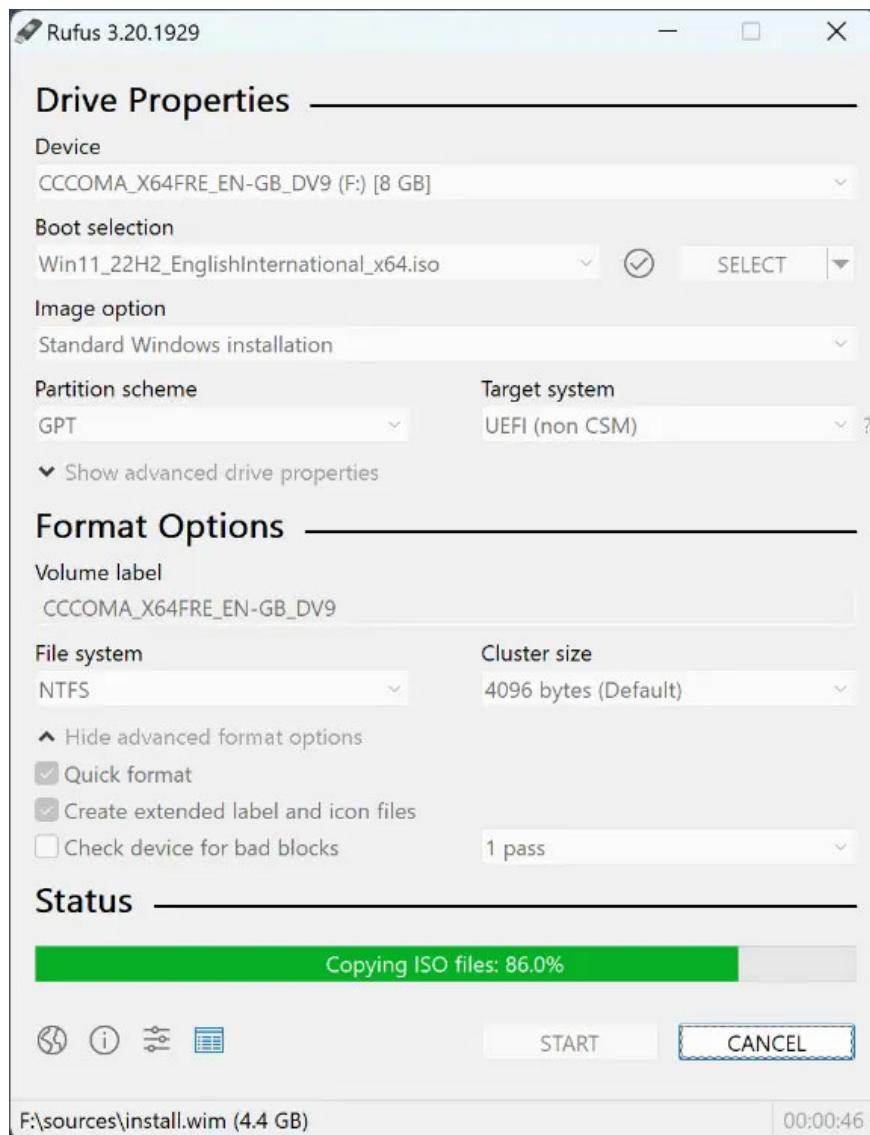 Rufus 3.20.1929
Drive Properties
Device
CCCOMA_X64FRE_EN-GB_DV9 (F:) [8 GB]
Boot selection
Win11_22H2_EnglishInternational_x64.iso
SELECT
Image option
Standard Windows installation
Partition scheme
Target system
GPT
UEFI (non CSM)
?
Show advanced drive properties
Format Options
Volume label
CCCOMA_X64FRE_EN-GB_DV9
File system
Cluster size
NTFS
4096 bytes (Default)
Hide advanced format options
Quick format
Create extended label and icon files
Check device for bad blocks
1 pass
Status
Copying ISO files: 86.0%
START
CANCEL
F:\sources\install.wim (4.4 GB)
00:00:46